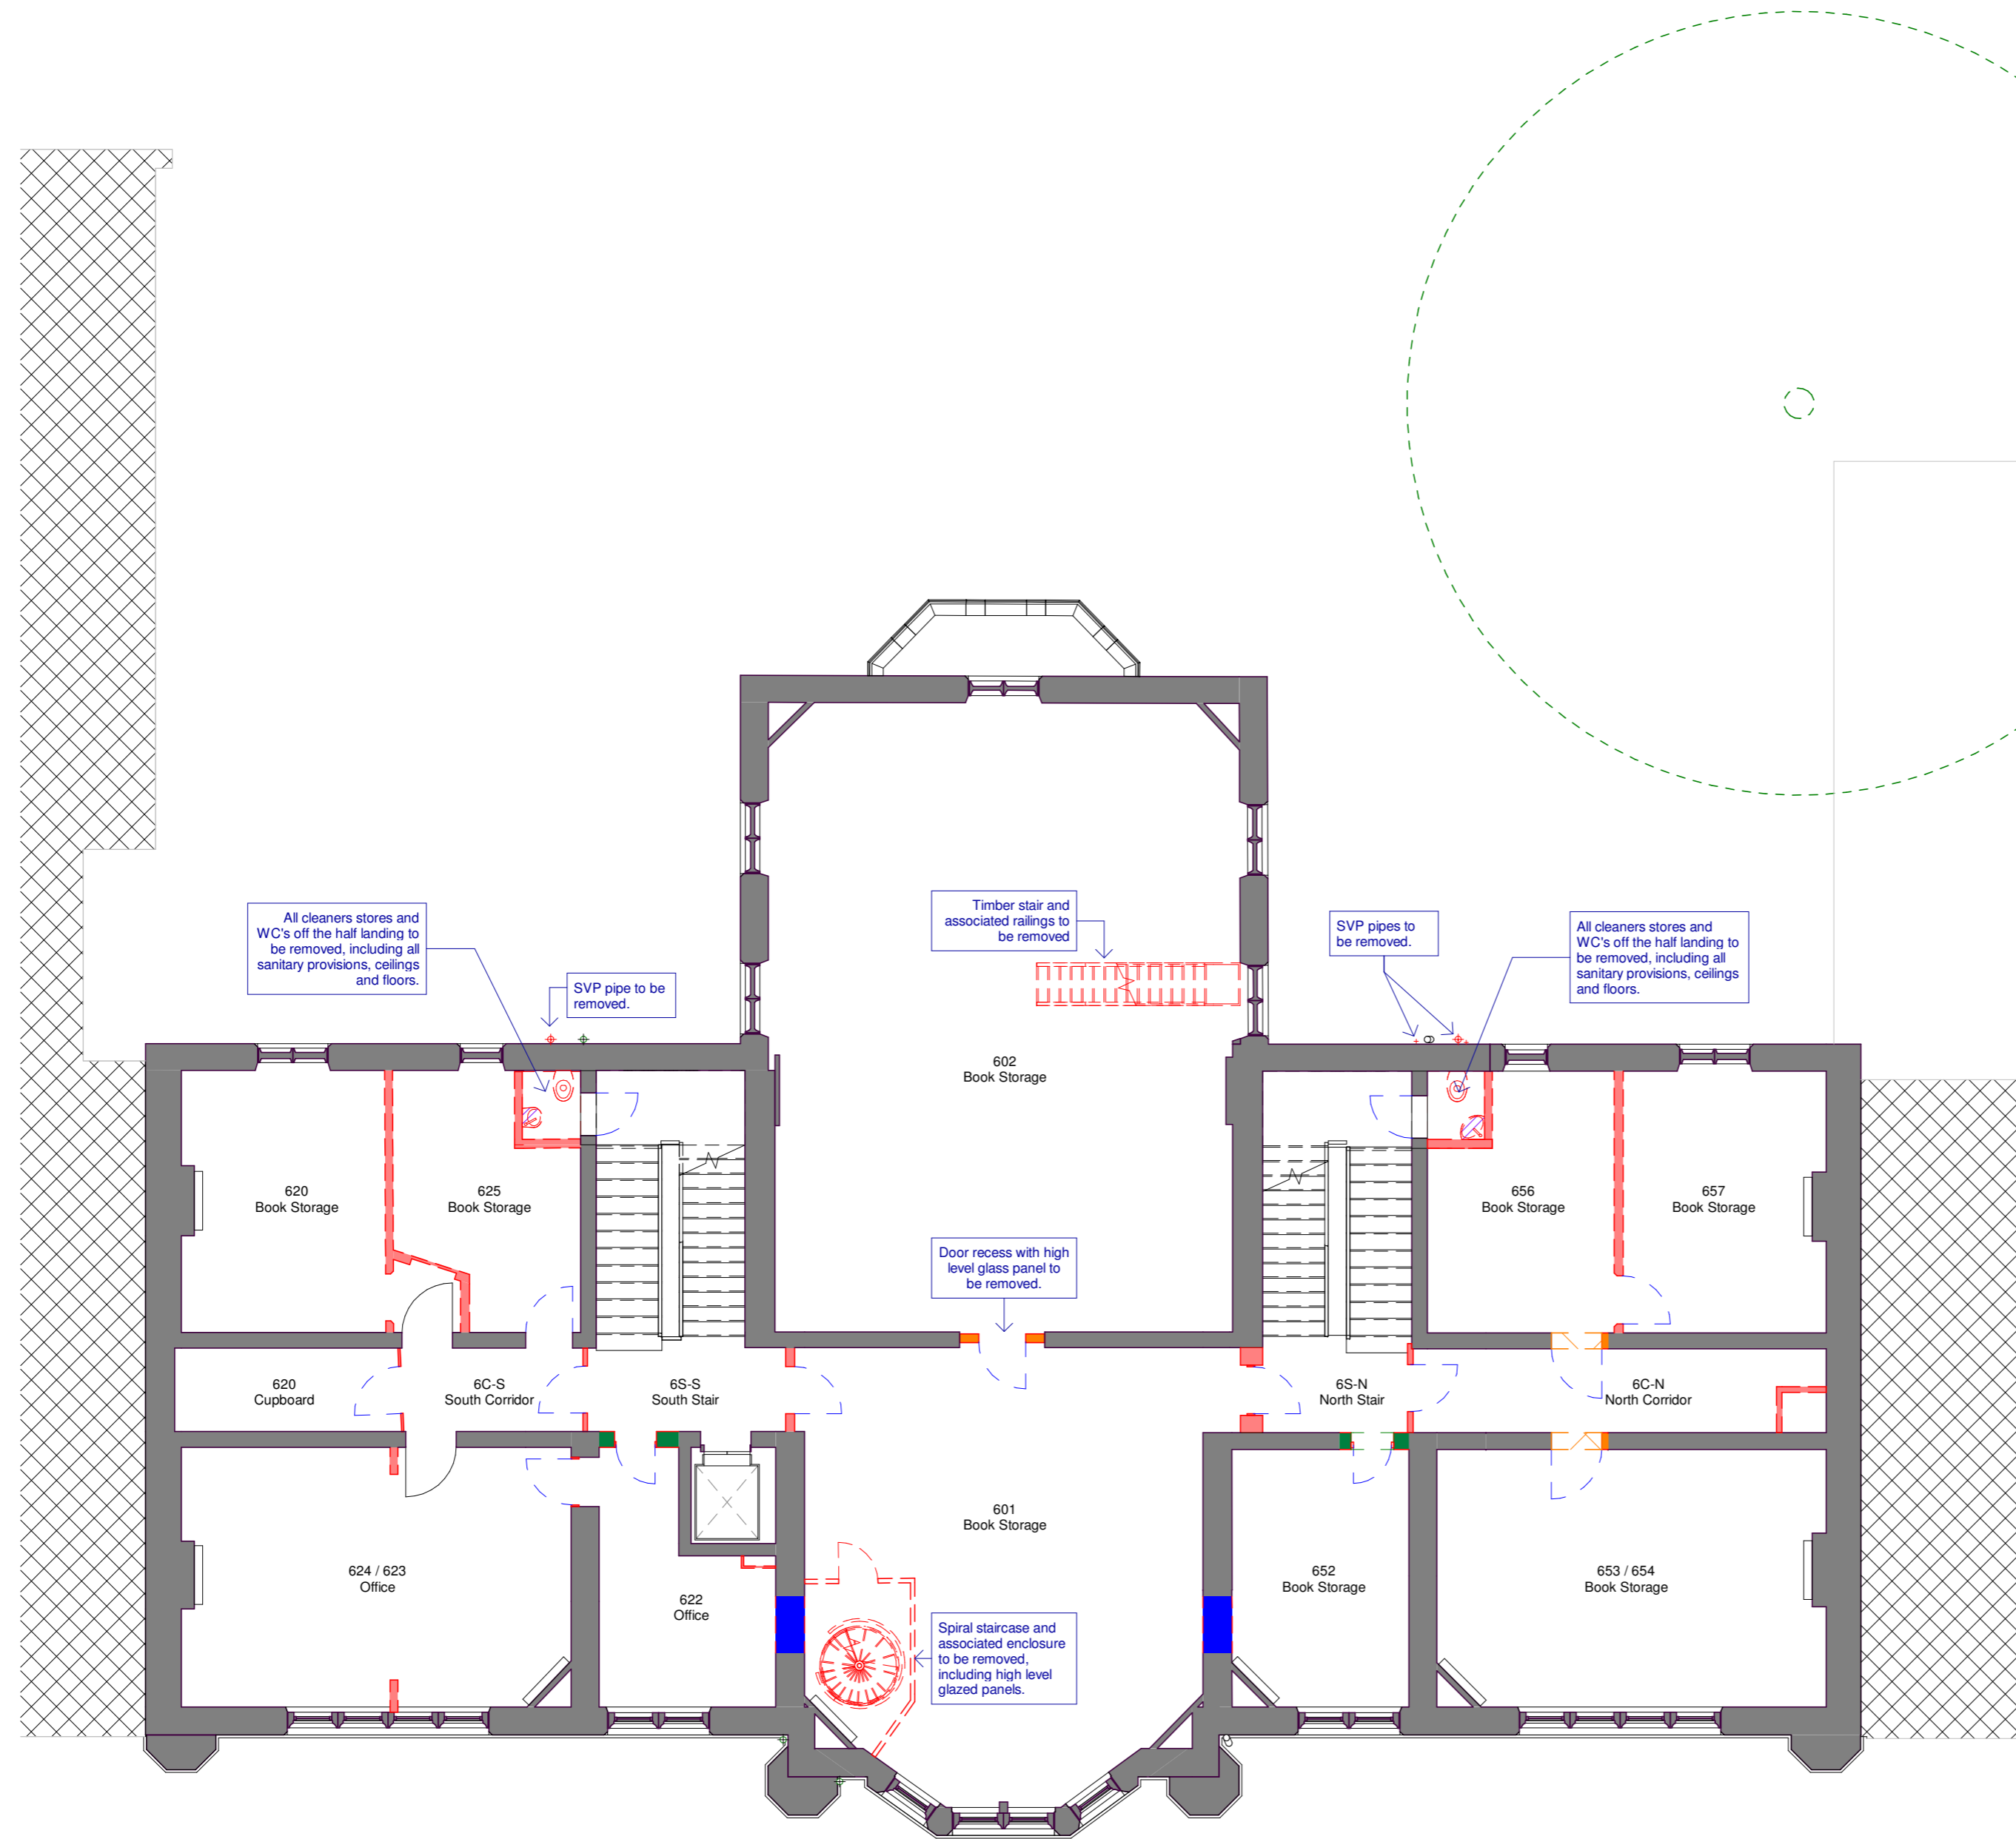 All cleaners stores and
WC's off the half landing to
be removed, including all
sanitary provisions, ceilings
and floors.
SVP pipe to be
removed.
Timber stair and
associated railings to
be removed
SVP pipes to
be removed.
All cleaners stores and
WC's off the half landing to
be removed, including all
sanitary provisions, ceilings
and floors.
602
Book Storage
620
Book Storage
625
Book Storage
656
Book Storage
657
Book Storage
Door recess with high
level glass panel to
be removed.
620
Cupboard
6C-S
South Corridor
6S-S
South Stair
6S-N
North Stair
6C-N
North Corridor
601
Book Storage
624 / 623
Office
622
Office
652
Book Storage
653 / 654
Book Storage
Spiral staircase and
associated enclosure
to be removed,
including high level
glazed panels.